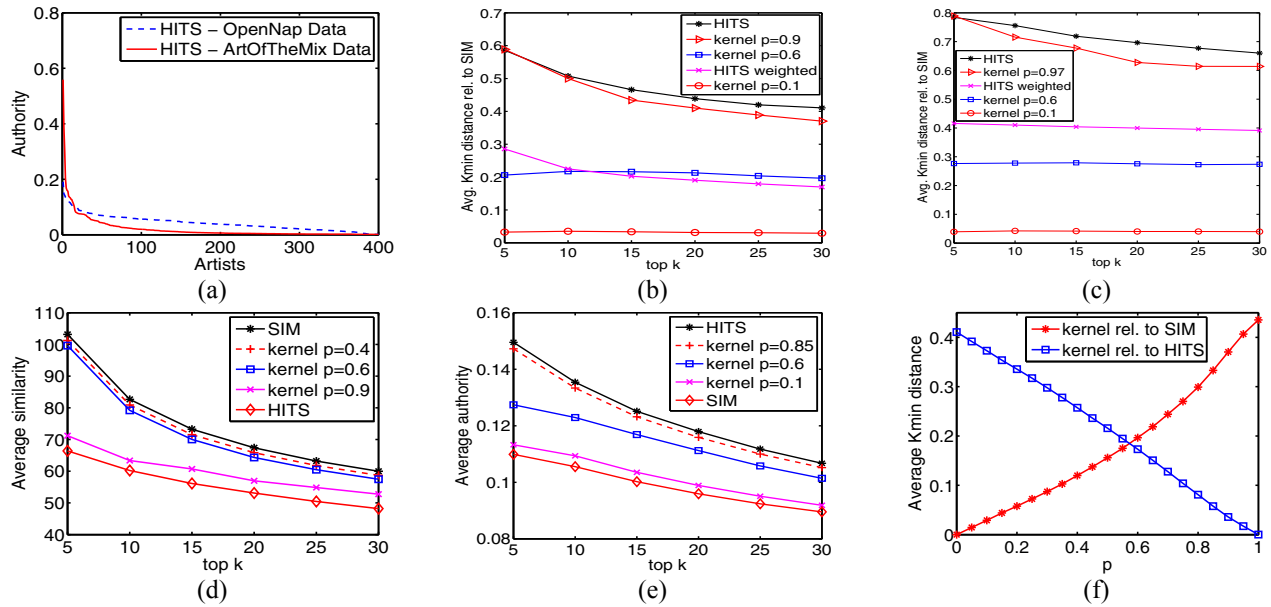 HITS – OpenNap Data
HITS – ArtOfTheMix Data
Authority
0.8
0.6
0.4
0.2
0
0
100
200
300
400
Artists
(a)
HITS
kernel p=0.9
kernel p=0.6
HITS weighted
kernel p=0.1
Avg. Kmin distance rel. to SIM
0.7
0.6
0.5
0.4
0.3
0.2
0.1
0
5
10
15
20
25
30
top k
(b)
HITS
kernel p=0.97
HITS weighted
kernel p=0.6
kernel p=0.1
Avg. Kmin distance rel. to SIM
0.8
0.7
0.6
0.5
0.4
0.3
0.2
0.1
0
5
10
15
20
25
30
top k
(c)
SIM
kernel p=0.4
kernel p=0.6
kernel p=0.9
HITS
Average similarity
110
100
90
80
70
60
50
40
5
10
15
20
25
30
top k
(d)
HITS
kernel p=0.85
kernel p=0.6
kernel p=0.1
SIM
Average authority
0.16
0.14
0.12
0.1
0.08
5
10
15
20
25
30
top k
(e)
kernel rel. to SIM
kernel rel. to HITS
Average Kmin distance
0.4
0.3
0.2
0.1
0
0
0.2
0.4
0.6
0.8
1
p
(f)